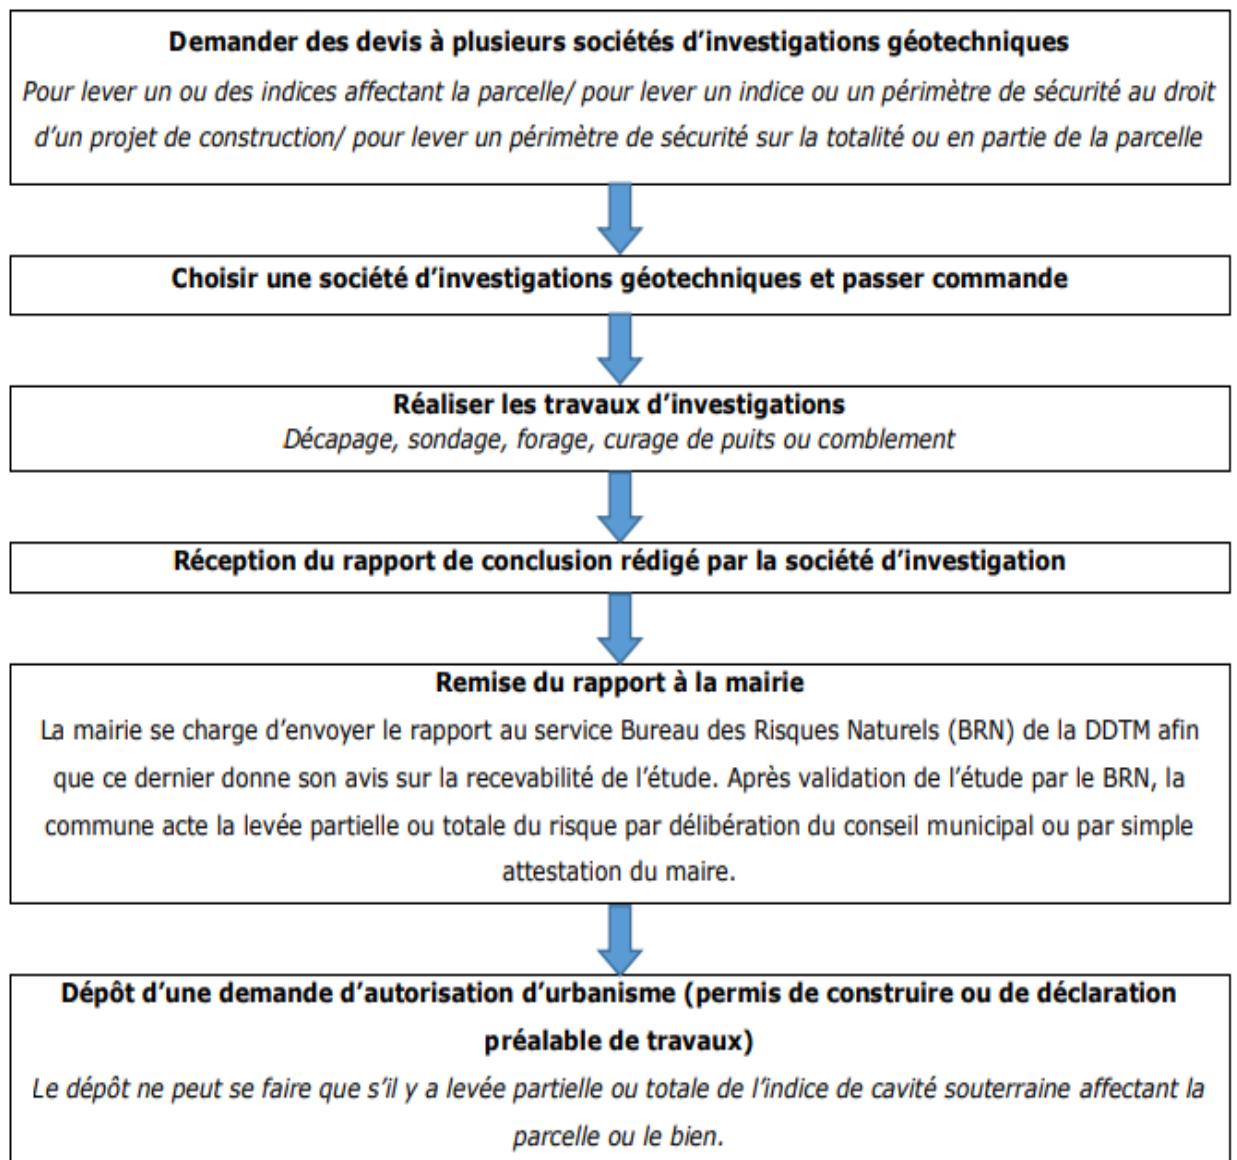 Demander des devis à plusieurs sociétés d’investigations géotechniques
Pour lever un ou des indices affectant la parcelle/ pour lever un indice ou un périmètre de sécurité au droit
d’un projet de construction/ pour lever un périmètre de sécurité sur la totalité ou en partie de la parcelle
Choisir une société d’investigations géotechniques et passer commande
Réaliser les travaux d’investigations
Décapage, sondage, forage, curage de puits ou comblement
Réception du rapport de conclusion rédigé par la société d’investigation
Remise du rapport à la mairie
La mairie se charge d’envoyer le rapport au service Bureau des Risques Naturels (BRN) de la DDTM afin
que ce dernier donne son avis sur la recevabilité de l’étude. Après validation de l’étude par le BRN, la
commune acte la levée partielle ou totale du risque par délibération du conseil municipal ou par simple
attestation du maire.
Dépôt d’une demande d’autorisation d’urbanisme (permis de construire ou de déclaration
préalable de travaux)
Le dépôt ne peut se faire que s’il y a levée partielle ou totale de l’indice de cavité souterraine affectant la
parcelle ou le bien.